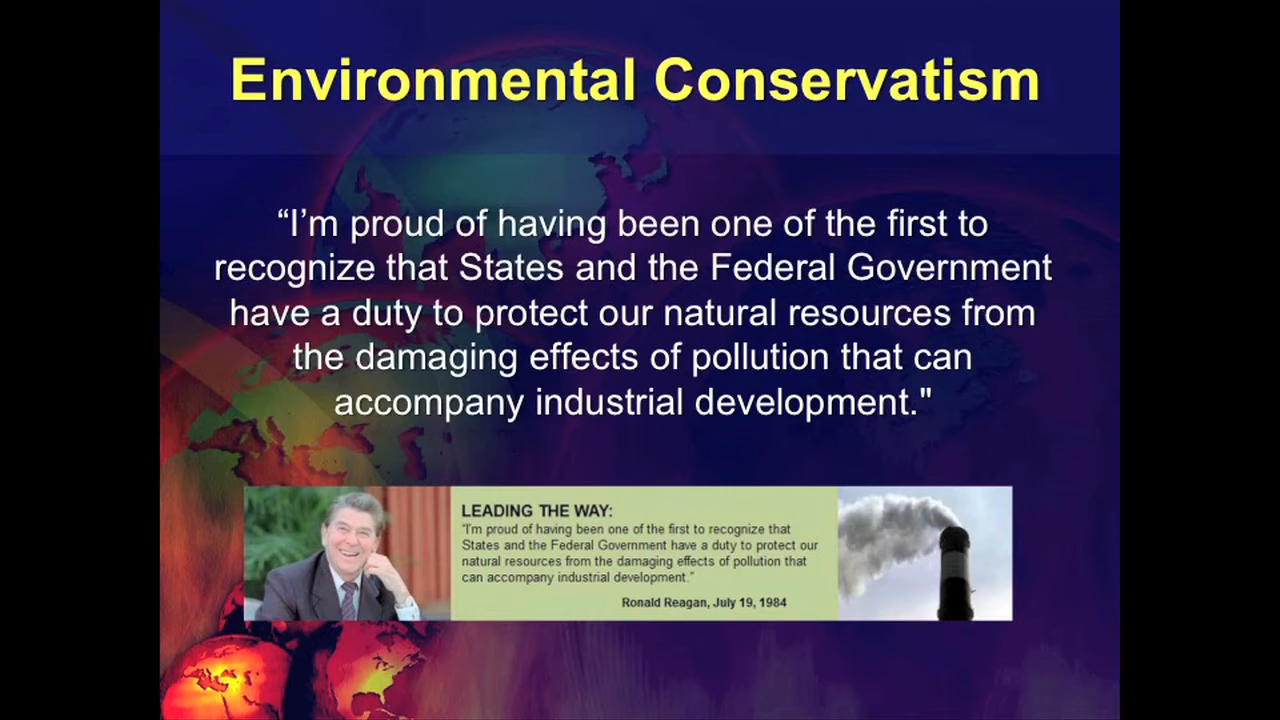 Environmental Conservatism
“I’m proud of having been one of the first to
recognize that States and the Federal Government
have a duty to protect our natural resources from
the damaging effects of pollution that can
accompany industrial development."
LEADING THE WAY:
“I’m proud of having been one of the first to recognize that
States and the Federal Government have a duty to protect our
natural resources from the damaging effects of pollution that
can accompany industrial development.”
Ronald Reagan, July 19, 1984